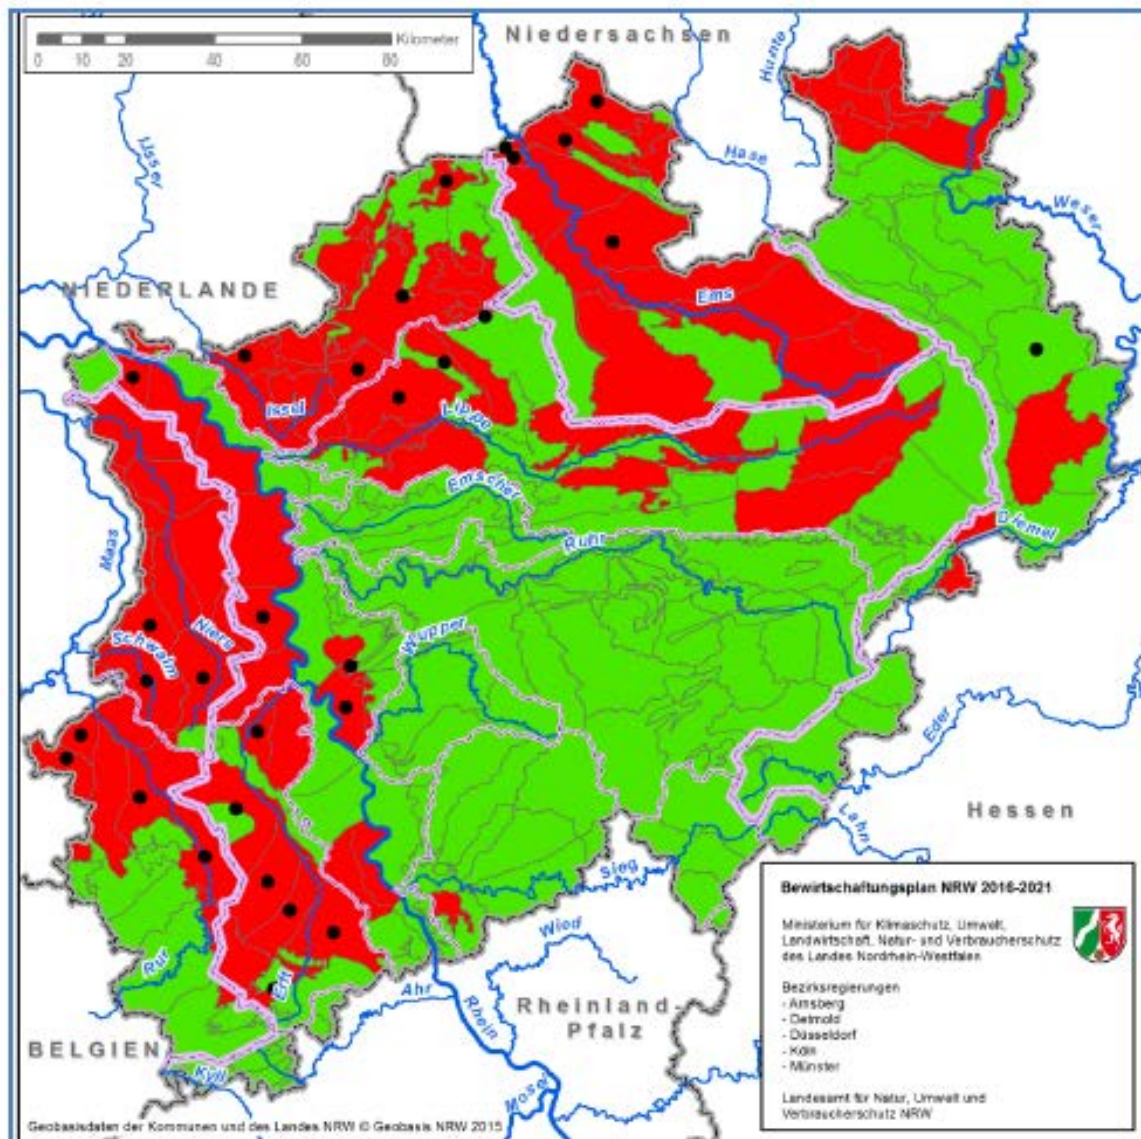 Niedersachsen
Kilometer
0 10 20 40 60 80
Hunte
IJssel
Hase
Weser
NIEDERLANDE
Ems
Issel
Lippe
Emscher
Diemel
Ruhr
Maas
Schwalm
Niers
Wupper
Eder
Hessen
Lahn
Sieg
Wied
Rur
Erft
Ahr
Rhein
Rheinland-
Pfalz
BELGIEN
Kyll
Mosel
Bewirtschaftungsplan NRW 2016-2021
Ministerium für Klimaschutz, Umwelt,
Landwirtschaft, Natur- und Verbraucherschutz
des Landes Nordrhein-Westfalen
Bezirksregierungen
- Arnsberg
- Detmold
- Düsseldorf
- Köln
- Münster
Landesamt für Natur, Umwelt und
Verbraucherschutz NRW
Geobasisdaten der Kommunen und des Landes NRW © Geobasis NRW 2015